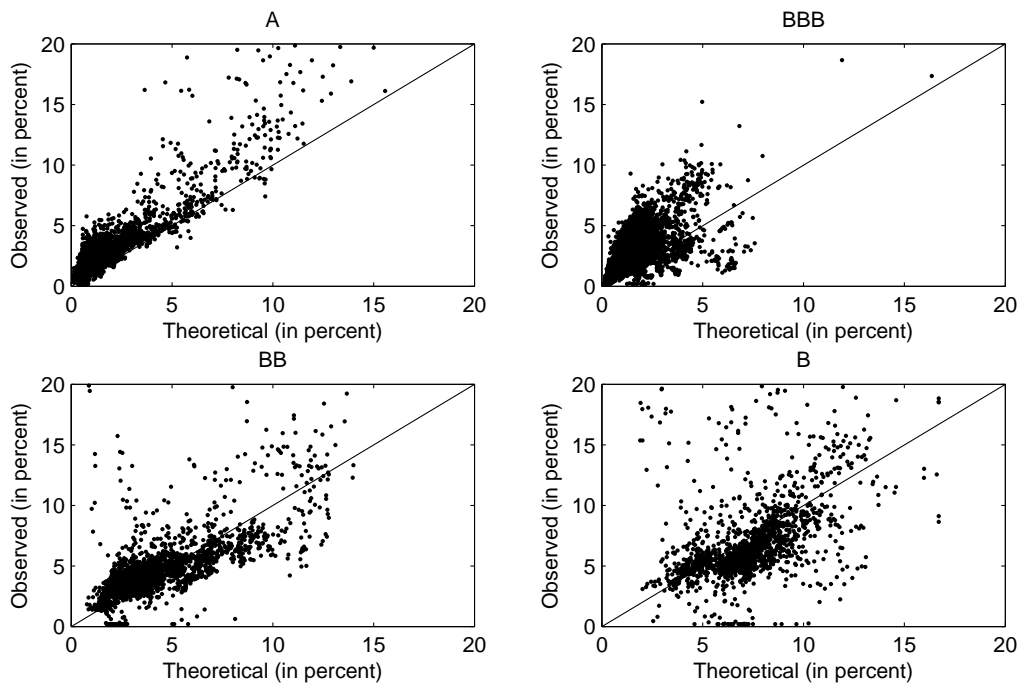 A
Observed (in percent)
20
15
10
5
0
0 5 10 15 20
Theoretical (in percent)
BBB
Observed (in percent)
20
15
10
5
0
0 5 10 15 20
Theoretical (in percent)
BB
Observed (in percent)
20
15
10
5
0
0 5 10 15 20
Theoretical (in percent)
B
Observed (in percent)
20
15
10
5
0
0 5 10 15 20
Theoretical (in percent)